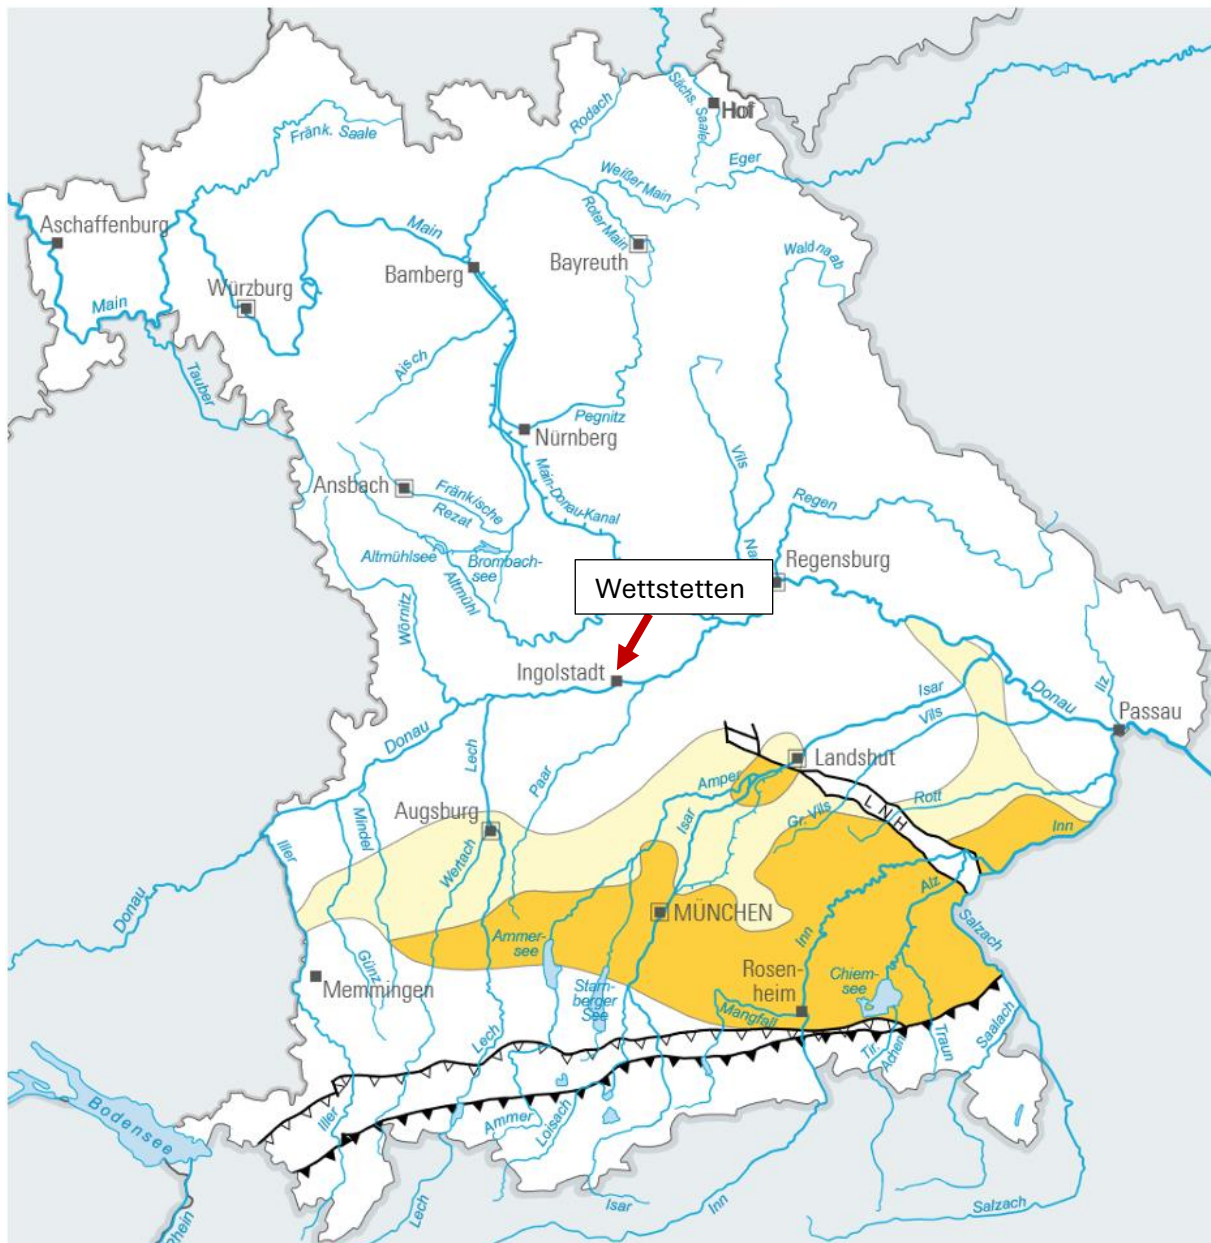 Hof
Sächs. Saale
Rodach
Fränk. Saale
Eger
Weißer Main
Roter Main
Aschaffenburg
Main
Bayreuth
Waldnaab
Bamberg
Würzburg
Main
Aisch
Tauber
Pegnitz
Nürnberg
Vils
Ansbach
Fränkische
Rezat
Main-Donau-Kanal
Regen
Altmühlsee
Brombach-
see
Altmühl
Na
Regensburg
Wettstetten
Wörnitz
Ingolstadt
Isar
Donau
Ilz
Vils
Passau
Donau
Lech
Paar
Landshut
Amper
Isar
Augsburg
Mindel
Iller
Wertach
Gr. Vils
LNH
Rott
Inn
Donau
Alz
MÜNCHEN
Salzach
Ammer-
see
Inn
Günz
Memmingen
Starn-
berger
See
Rosen-
heim
Chiem-
see
Mangfall
Lech
Tir.
Achen
Traun
Saalach
Bodensee
Iller
Ammer
Loisach
Lech
Isar
Inn
Salzach
Rhein